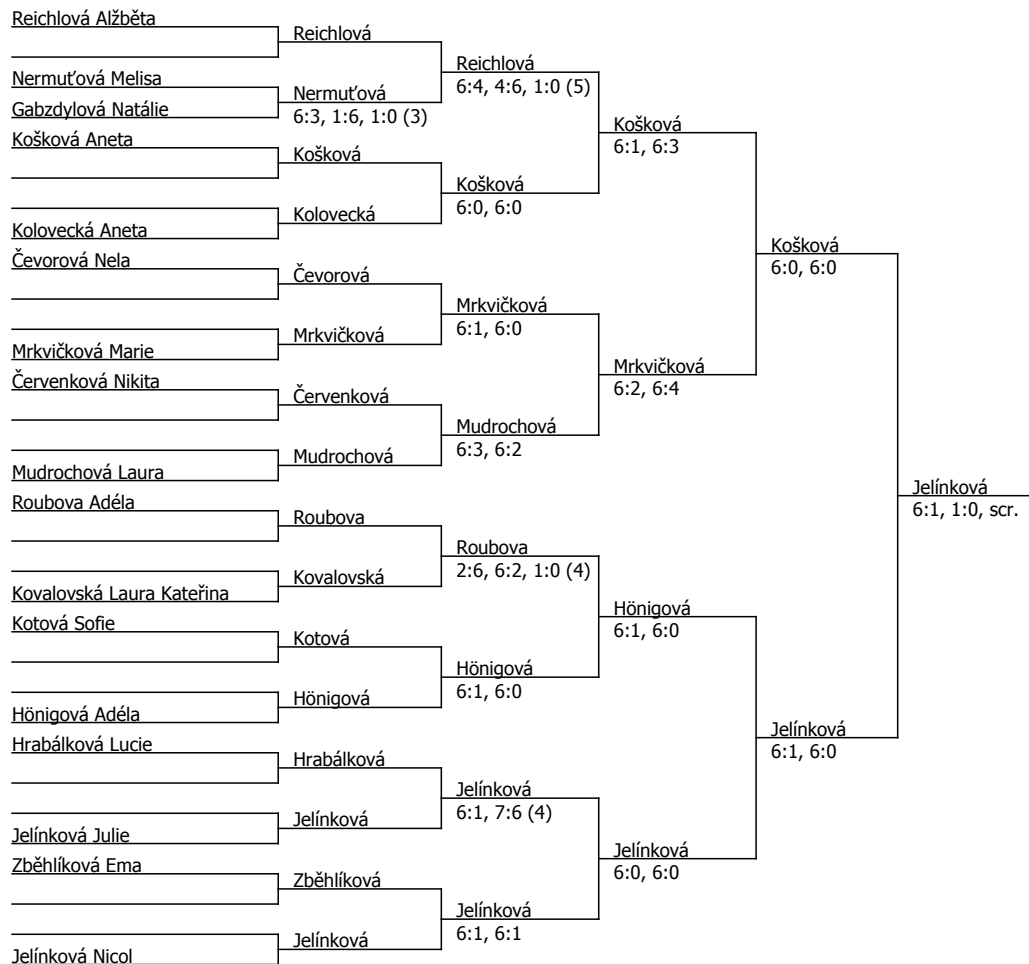 Reichlová Alžběta
Nermuťová Melisa
Gabzdylová Natálie
Košková Aneta
Kolovecká Aneta
Čevorová Nela
Mrkvičková Marie
Červenková Nikita
Mudrochová Laura
Roubova Adéla
Kovalovská Laura Kateřina
Kotová Sofie
Hönigová Adéla
Hrabálková Lucie
Jelínková Julie
Zběhlíková Ema
Jelínková Nicol
Reichlová
Nermuťová
6:3, 1:6, 1:0 (3)
Košková
Kolovecká
Čevorová
Mrkvičková
Červenková
Mudrochová
Roubova
Kovalovská
Kotová
Hönigová
Hrabálková
Jelínková
Zběhlíková
Jelínková
Reichlová
6:4, 4:6, 1:0 (5)
Košková
6:0, 6:0
Mrkvičková
6:1, 6:0
Mudrochová
6:3, 6:2
Roubova
2:6, 6:2, 1:0 (4)
Hönigová
6:1, 6:0
Jelínková
6:1, 7:6 (4)
Jelínková
6:1, 6:1
Košková
6:1, 6:3
Mrkvičková
6:2, 6:4
Hönigová
6:1, 6:0
Jelínková
6:0, 6:0
Košková
6:0, 6:0
Jelínková
6:1, 6:0
Jelínková
6:1, 1:0, scr.